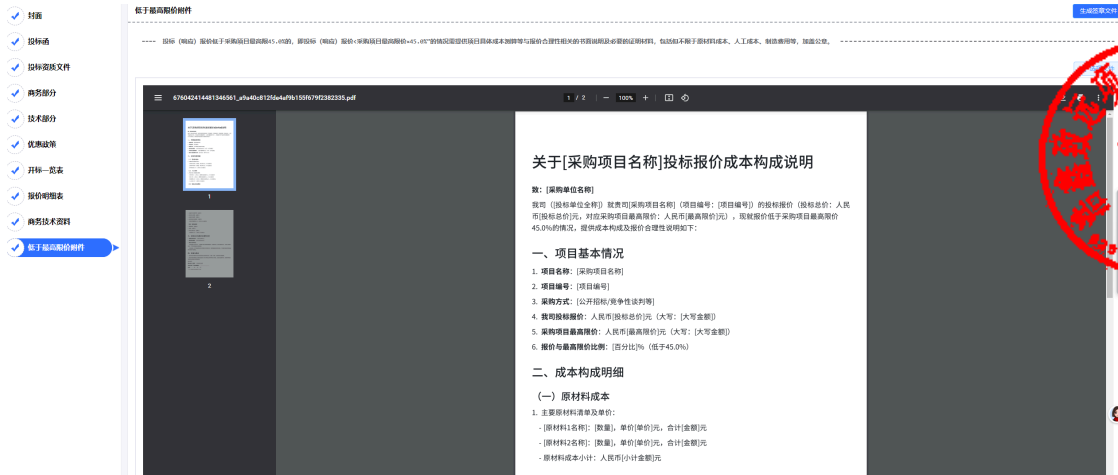 封面
投标函
投标资质文件
商务部分
技术部分
优惠政策
开标一览表
报价明细表
商务技术资料
低于最高限价附件
低于最高限价附件
生成签章文件
---- 投标（响应）报价低于采购项目最高限45.0%的，即投标（响应）报价<采购项目最高限价×45.0%"的情况需提供项目具体成本测算等与报价合理性相关的书面说明及必要的证明材料，包括但不限于原材料成本、人工成本、制造费用等，加盖公章。
676042414481346561_a9a40c812fde4af9b155f679f2382335.pdf
1 / 2
100%
1
2
关于[采购项目名称]投标报价成本构成说明
致：[采购单位名称]
我司（[投标单位全称]）就贵司[采购项目名称]（项目编号：[项目编号]）的投标报价（投标总价：人民
币[投标总价]元，对应采购项目最高限价：人民币[最高限价]元），现就报价低于采购项目最高限价
45.0%的情况，提供成本构成及报价合理性说明如下：
一、项目基本情况
1. 项目名称：[采购项目名称]
2. 项目编号：[项目编号]
3. 采购方式：[公开招标/竞争性谈判等]
4. 我司投标报价：人民币[投标总价]元（大写：[大写金额]）
5. 采购项目最高限价：人民币[最高限价]元（大写：[大写金额]）
6. 报价与最高限价比例：[百分比]%（低于45.0%）
二、成本构成明细
（一）原材料成本
1. 主要原材料清单及单价：
- [原材料1名称]：[数量]，单价[单价]元，合计[金额]元
- [原材料2名称]：[数量]，单价[单价]元，合计[金额]元
- 原材料成本小计：人民币[小计金额]元